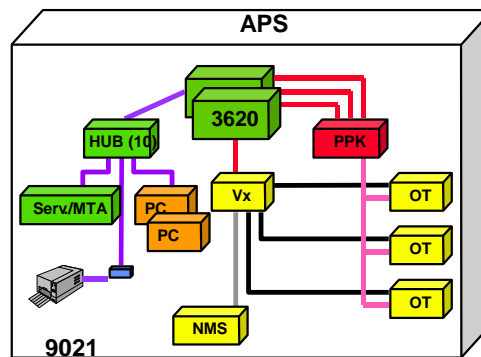 APS
3620
HUB (10)
PPK
Serv./MTA
PC
PC
Vx
OT
OT
OT
NMS
9021